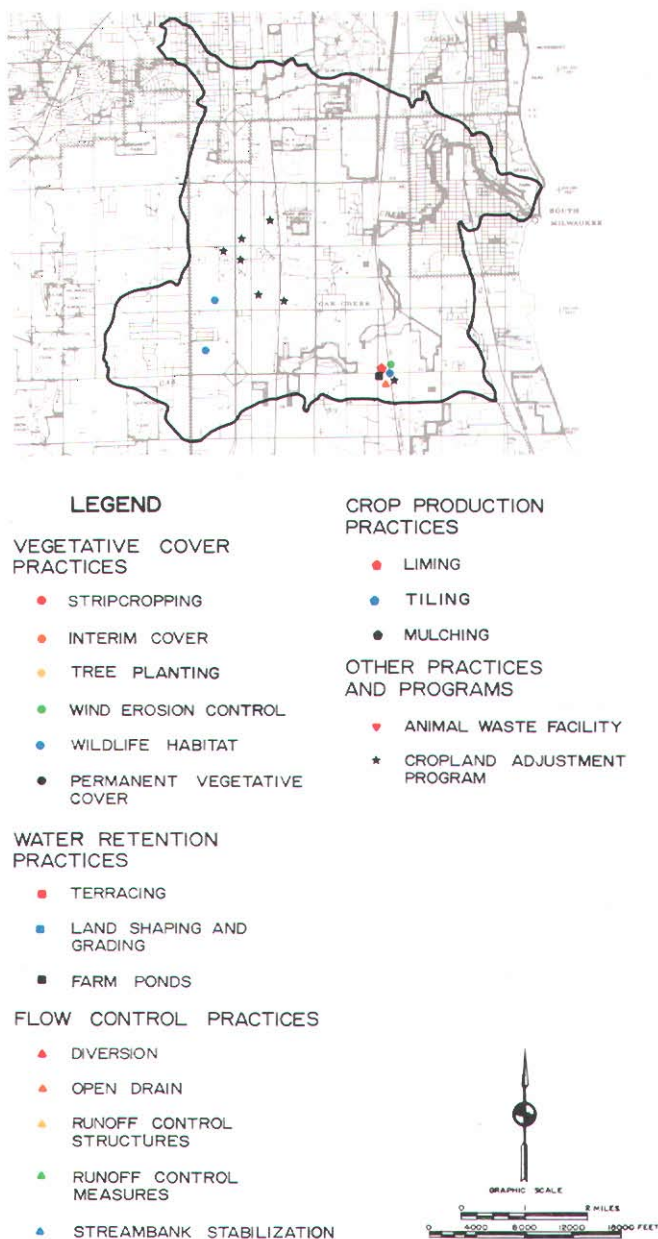 SOUTH
MILWAUKEE
OAK CREEK
LEGEND
VEGETATIVE COVER
PRACTICES
STRIPCROPPING
INTERIM COVER
TREE PLANTING
WIND EROSION CONTROL
WILDLIFE HABITAT
PERMANENT VEGETATIVE
COVER
WATER RETENTION
PRACTICES
TERRACING
LAND SHAPING AND
GRADING
FARM PONDS
FLOW CONTROL PRACTICES
DIVERSION
OPEN DRAIN
RUNOFF CONTROL
STRUCTURES
RUNOFF CONTROL
MEASURES
STREAMBANK STABILIZATION
CROP PRODUCTION
PRACTICES
LIMING
TILING
MULCHING
OTHER PRACTICES
AND PROGRAMS
ANIMAL WASTE FACILITY
CROPLAND ADJUSTMENT
PROGRAM
GRAPHIC SCALE
0 2 MILES
0 4000 8000 12000 16000 FEET